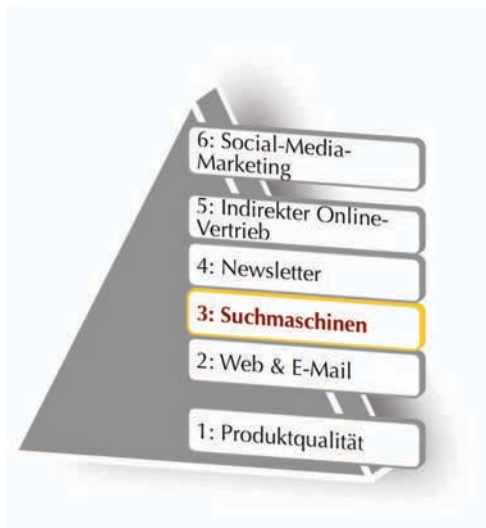 6: Social-Media-
Marketing
5: Indirekter Online-
Vertrieb
4: Newsletter
3: Suchmaschinen
2: Web & E-Mail
1: Produktqualität